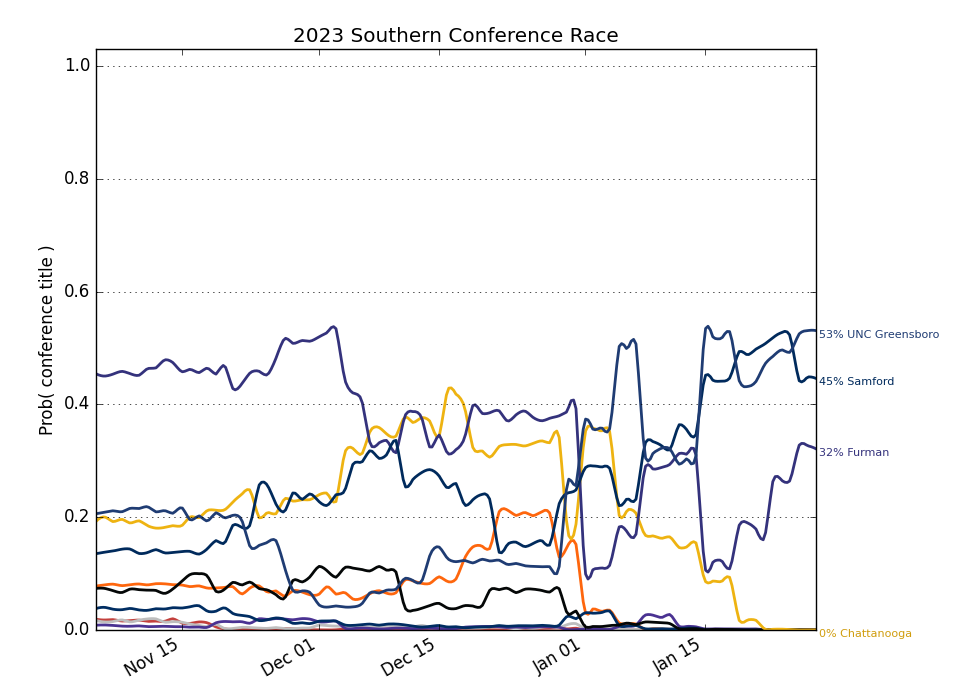 2023 Southern Conference Race
1.0
0.8
0.6
0.4
0.2
0.0
Prob( conference title )
53% UNC Greensboro
45% Samford
32% Furman
0% Chattanooga
Nov 15
Dec 01
Dec 15
Jan 01
Jan 15